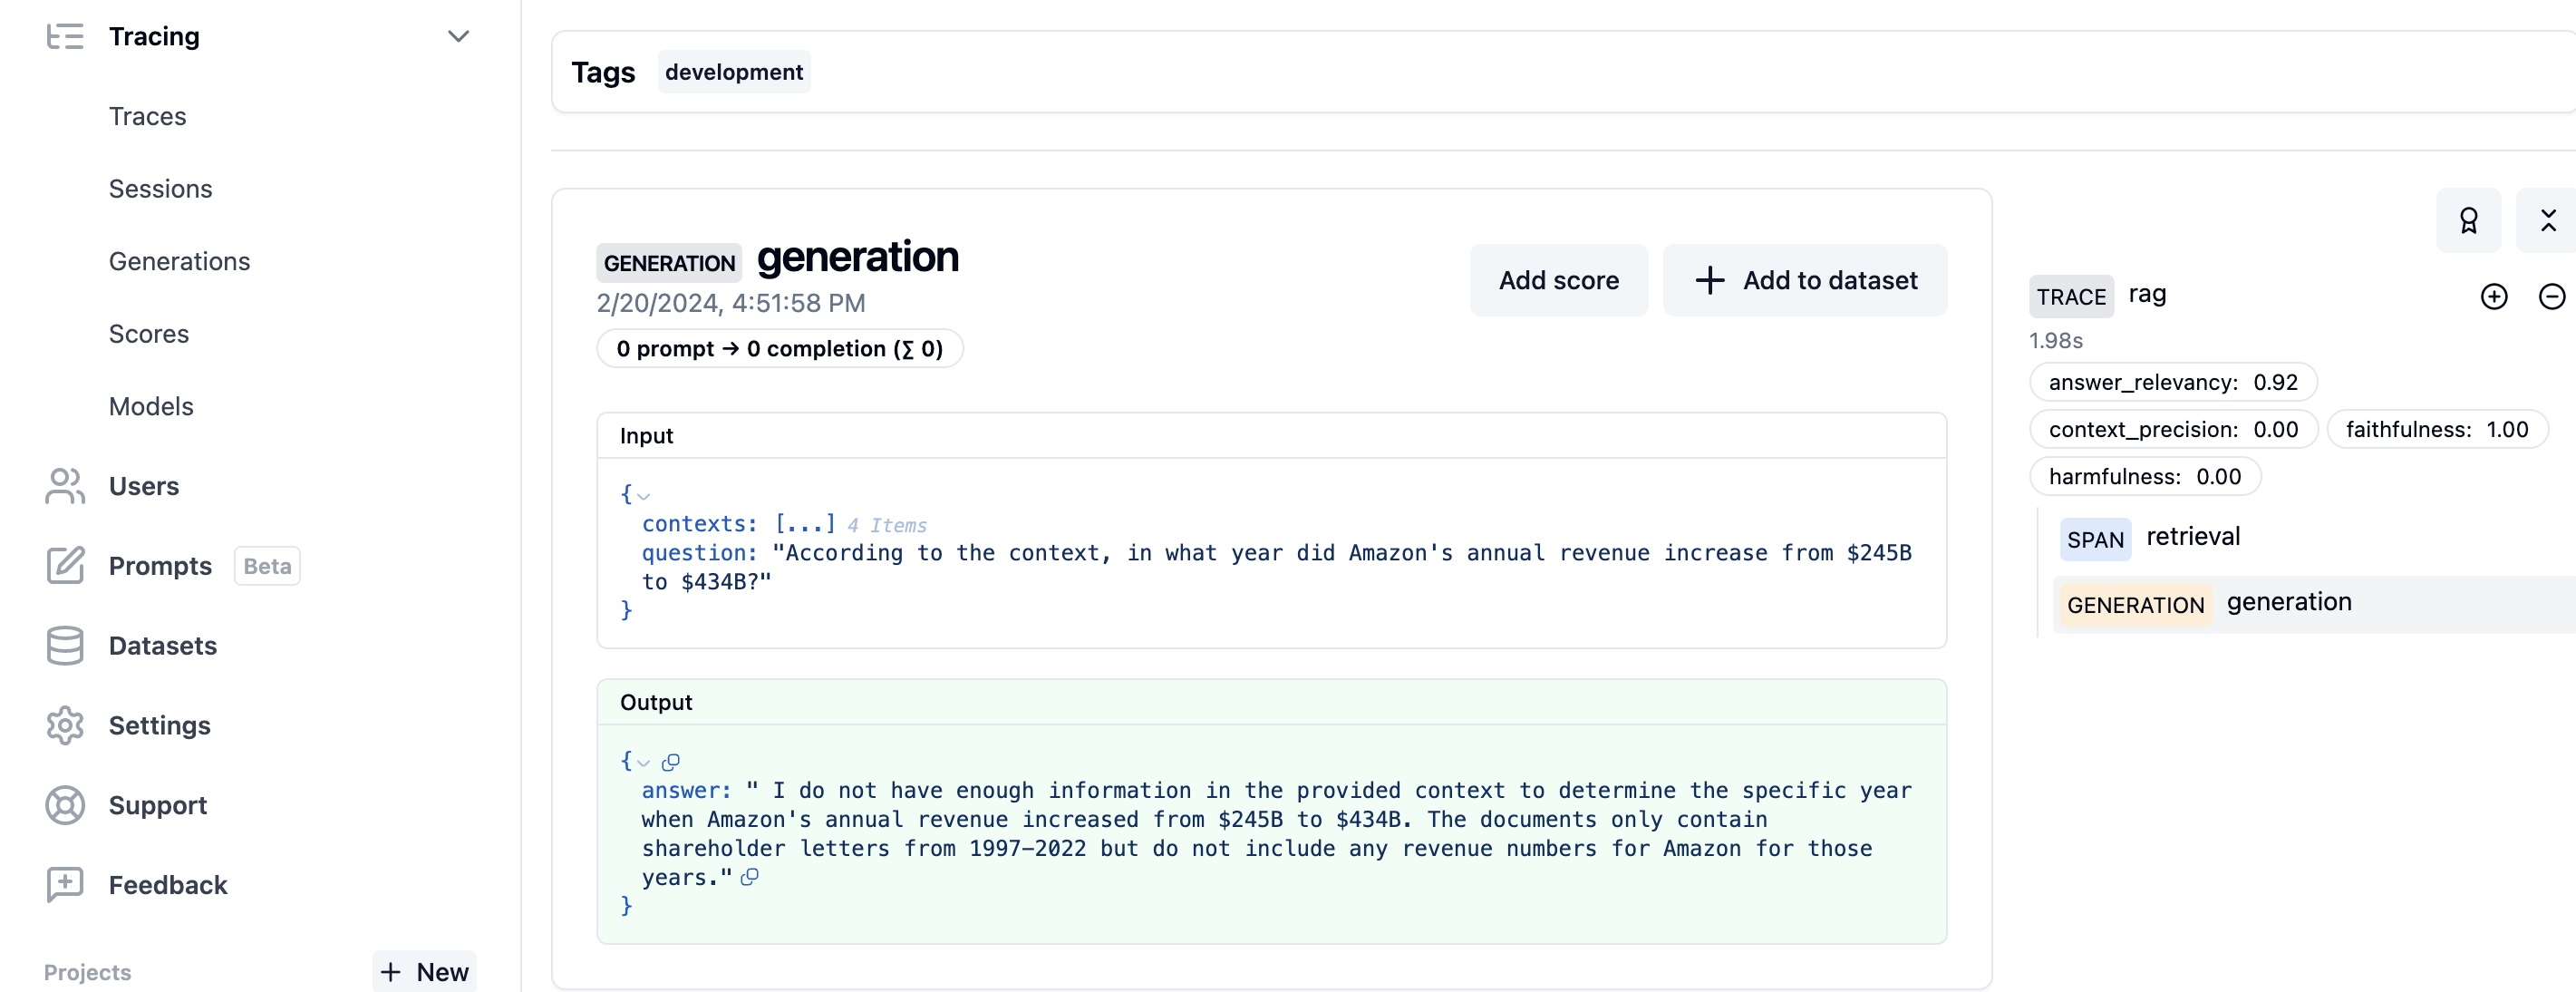 Tracing
Traces
Sessions
Generations
Scores
Models
Users
Prompts Beta
Datasets
Settings
Support
Feedback
Projects + New
Tags development
GENERATION generation
2/20/2024, 4:51:58 PM
0 prompt → 0 completion (∑ 0)
Add score
+ Add to dataset
Input
{
contexts: [...] 4 Items
question: "According to the context, in what year did Amazon's annual revenue increase from $245B
to $434B?"
}
Output
{
answer: " I do not have enough information in the provided context to determine the specific year
when Amazon's annual revenue increased from $245B to $434B. The documents only contain
shareholder letters from 1997–2022 but do not include any revenue numbers for Amazon for those
years."
}
TRACE rag
1.98s
answer_relevancy: 0.92
context_precision: 0.00 faithfulness: 1.00
harmfulness: 0.00
SPAN retrieval
GENERATION generation